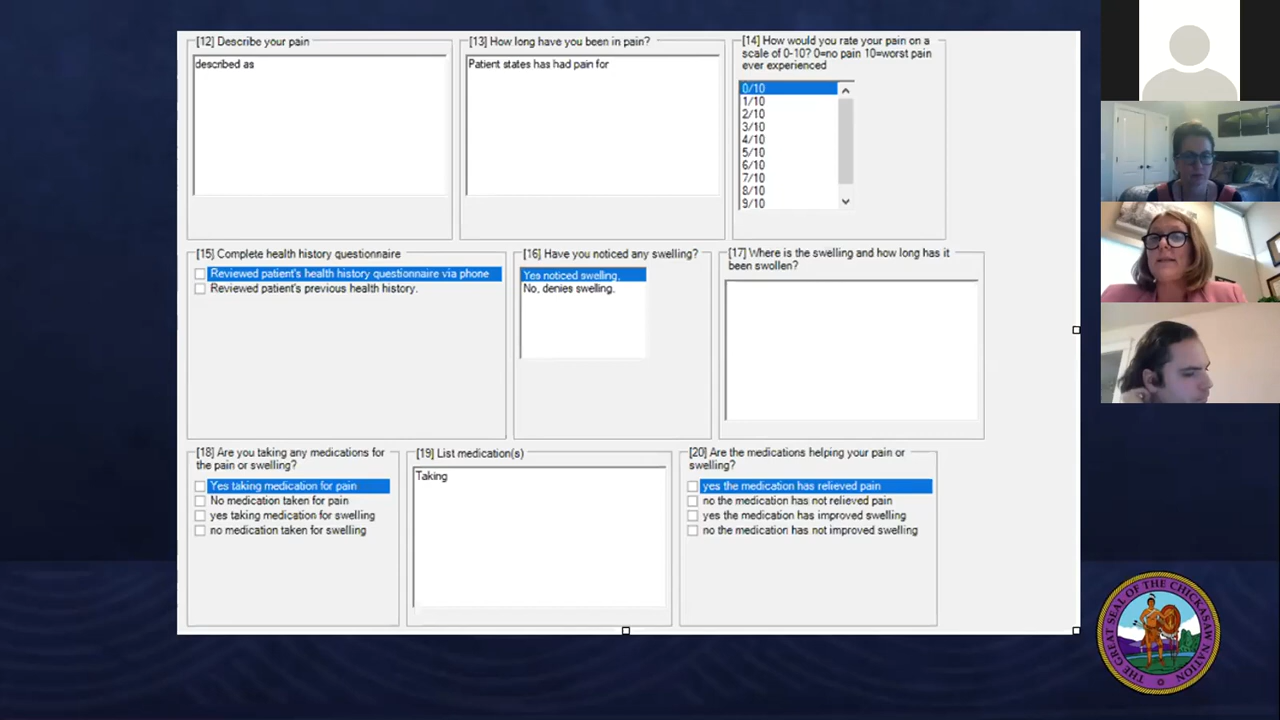 [12] Describe your pain
described as
[13] How long have you been in pain?
Patient states has had pain for
[14] How would you rate your pain on a
scale of 0-10? 0=no pain 10=worst pain
ever experienced
0/10
1/10
2/10
3/10
4/10
5/10
6/10
7/10
8/10
9/10
[15] Complete health history questionnaire
Reviewed patient's health history questionnaire via phone
Reviewed patient's previous health history.
[16] Have you noticed any swelling?
Yes noticed swelling,
No, denies swelling.
[17] Where is the swelling and how long has it
been swollen?
[18] Are you taking any medications for
the pain or swelling?
Yes taking medication for pain
No medication taken for pain
yes taking medication for swelling
no medication taken for swelling
[19] List medication(s)
Taking
[20] Are the medications helping your pain or
swelling?
yes the medication has relieved pain
no the medication has not relieved pain
yes the medication has improved swelling
no the medication has not improved swelling
THE GREAT SEAL OF THE CHICKASAW NATION